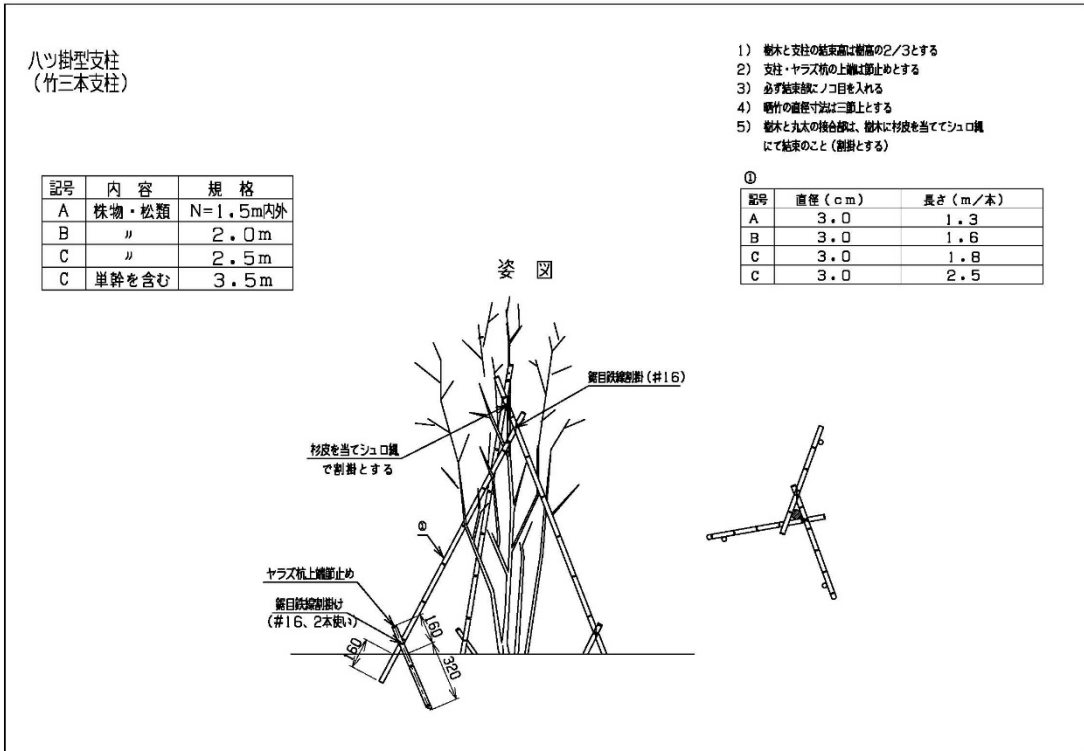 八ツ掛型支柱
（竹三本支柱）
1） 樹木と支柱の結束高は樹高の2／3とする
2） 支柱・ヤラズ杭の上端は節止めとする
3） 必ず結束部にノコ目を入れる
4） 晒竹の直径寸法は三節上とする
5） 樹木と丸太の接合部は、樹木に杉皮を当ててシュロ縄
にて結束のこと（割掛とする）
記号 内 容 規 格
A 株物・松類 N＝1．5m内外
B 〃 2．0m
C 〃 2．5m
C 単幹を含む 3．5m
①
記号 直径（cm） 長さ（m／本）
A 3．0 1．3
B 3．0 1．6
C 3．0 1．8
C 3．0 2．5
姿 図
鋸目鉄線割掛（＃16）
杉皮を当てシュロ縄
で割掛とする
①
ヤラズ杭上端節止め
鋸目鉄線割掛け
（＃16、2本使い）
160
160
320